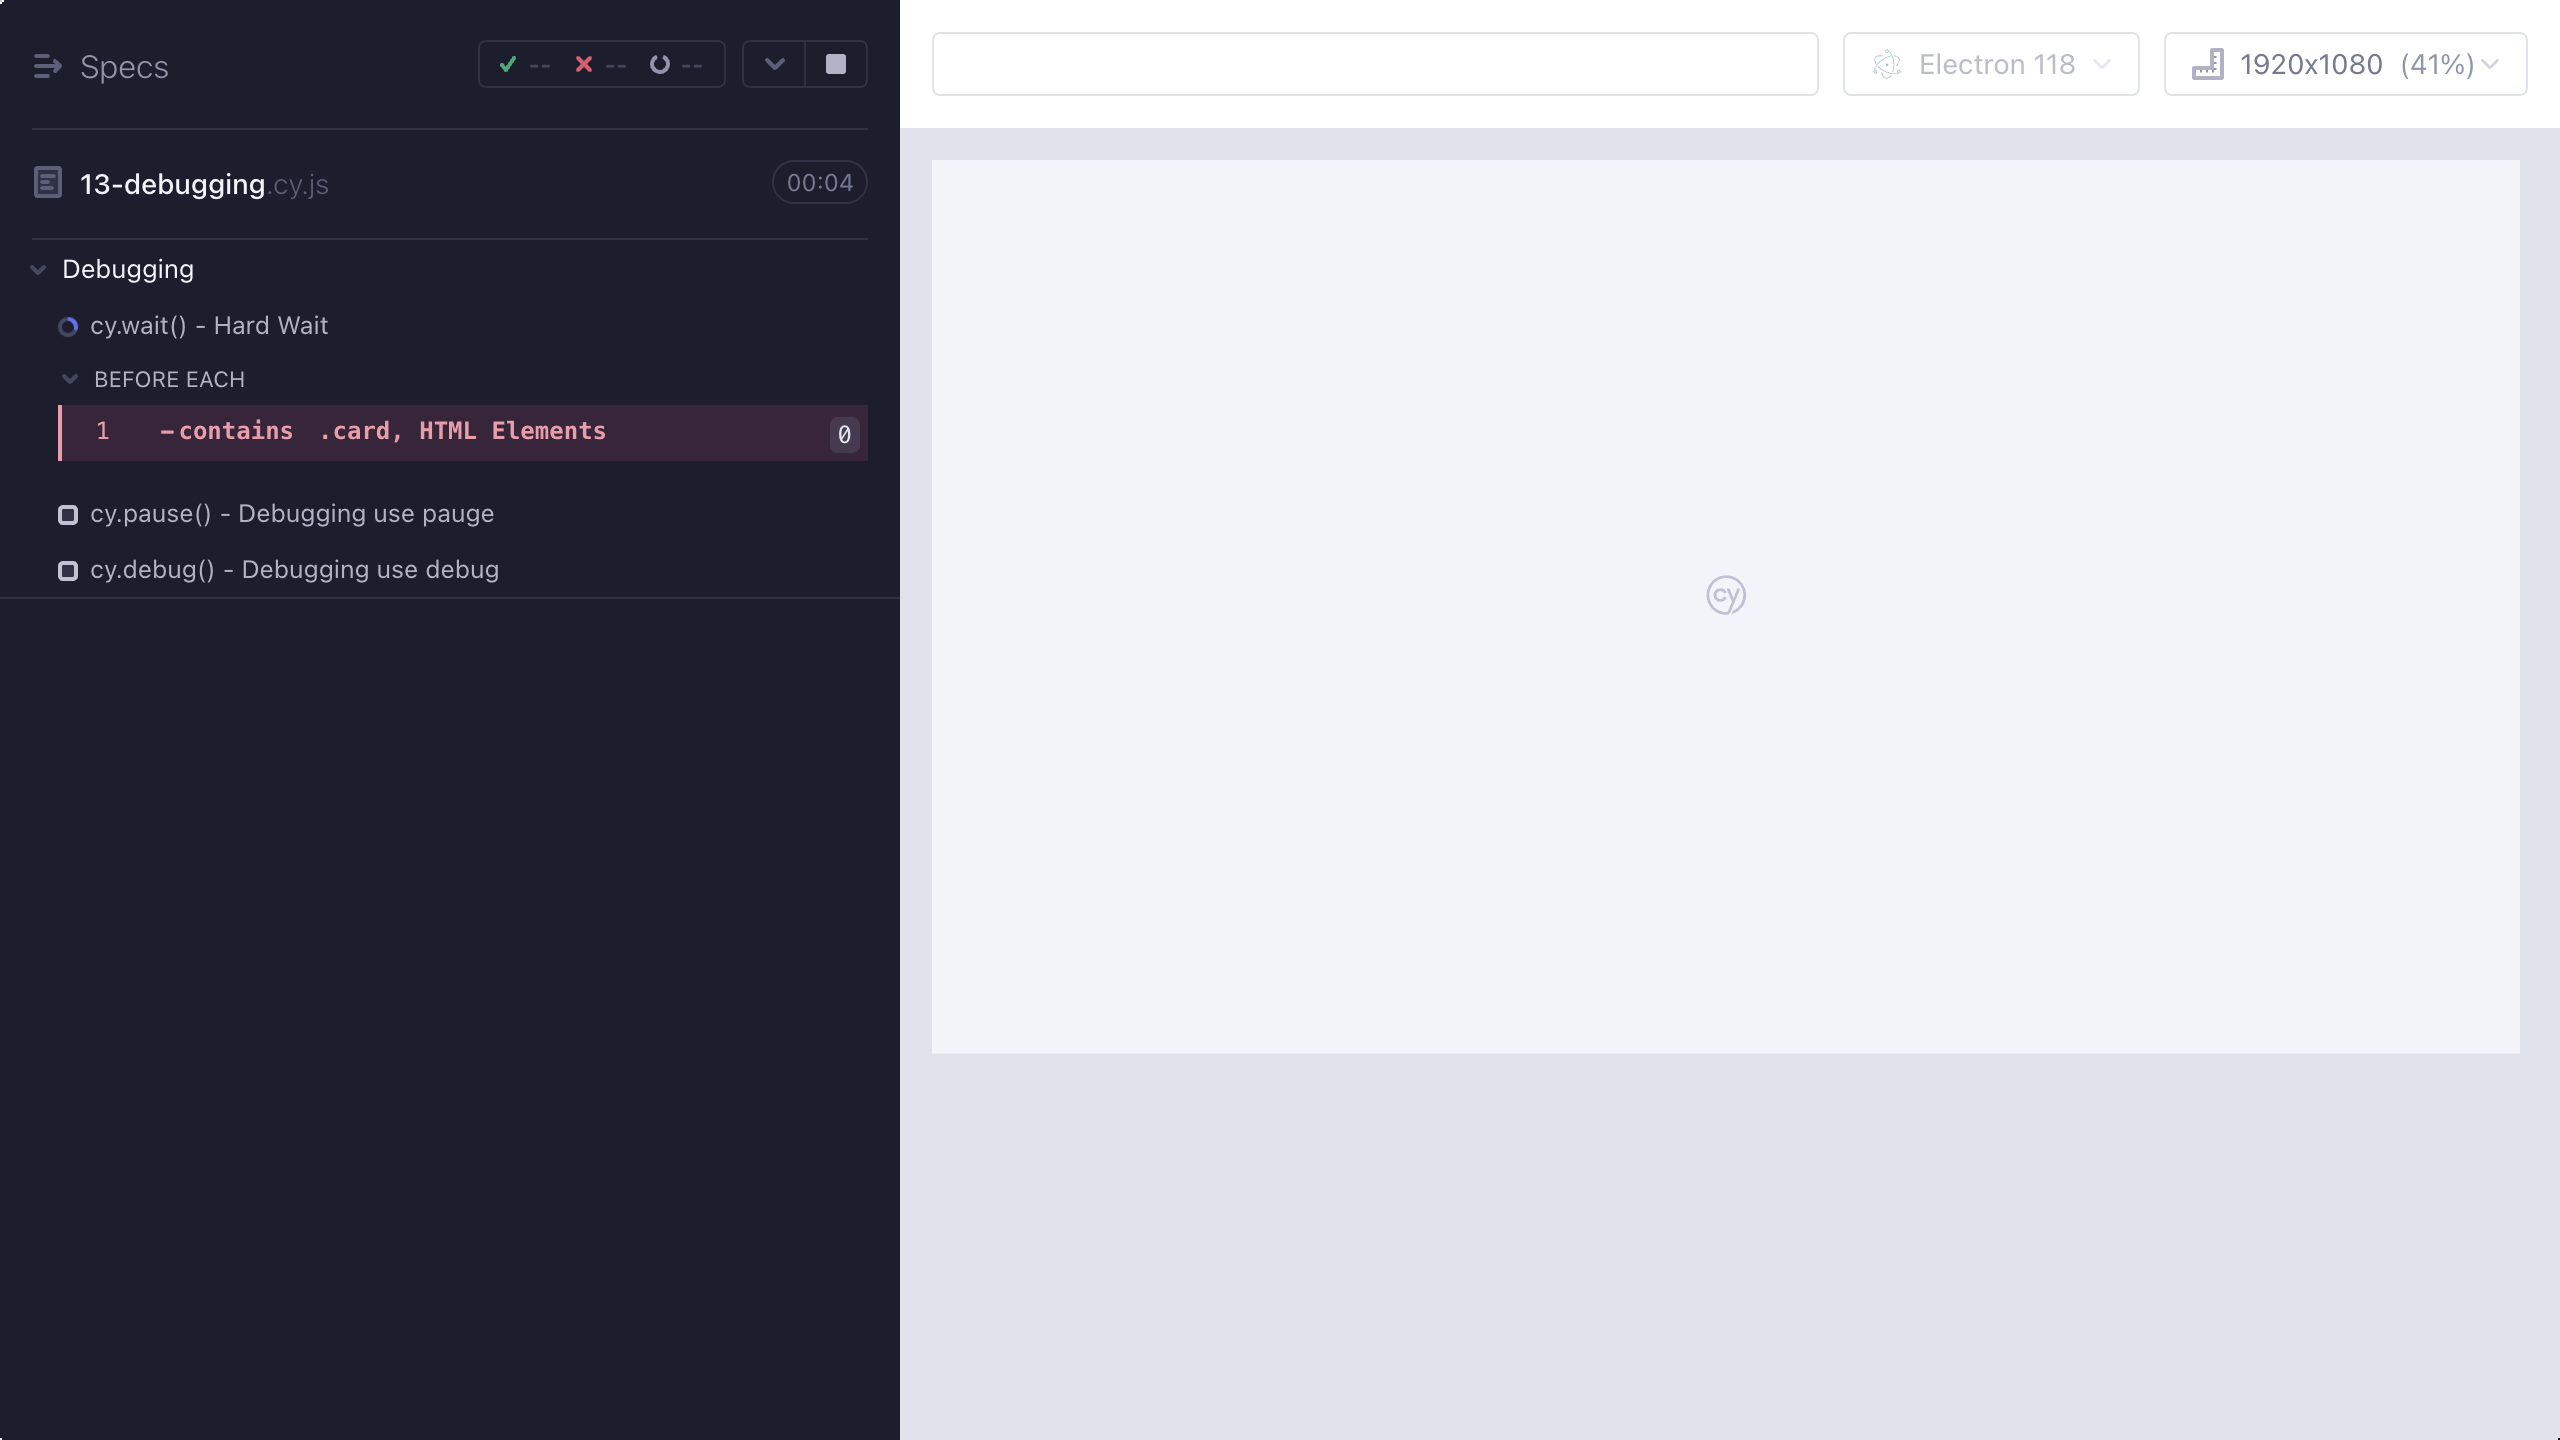 Specs
-- -- --
Electron 118
1920x1080 (41%)
13-debugging.cy.js
00:04
Debugging
cy.wait() - Hard Wait
BEFORE EACH
1 -contains .card, HTML Elements 0
cy.pause() - Debugging use pauge
cy.debug() - Debugging use debug
cy